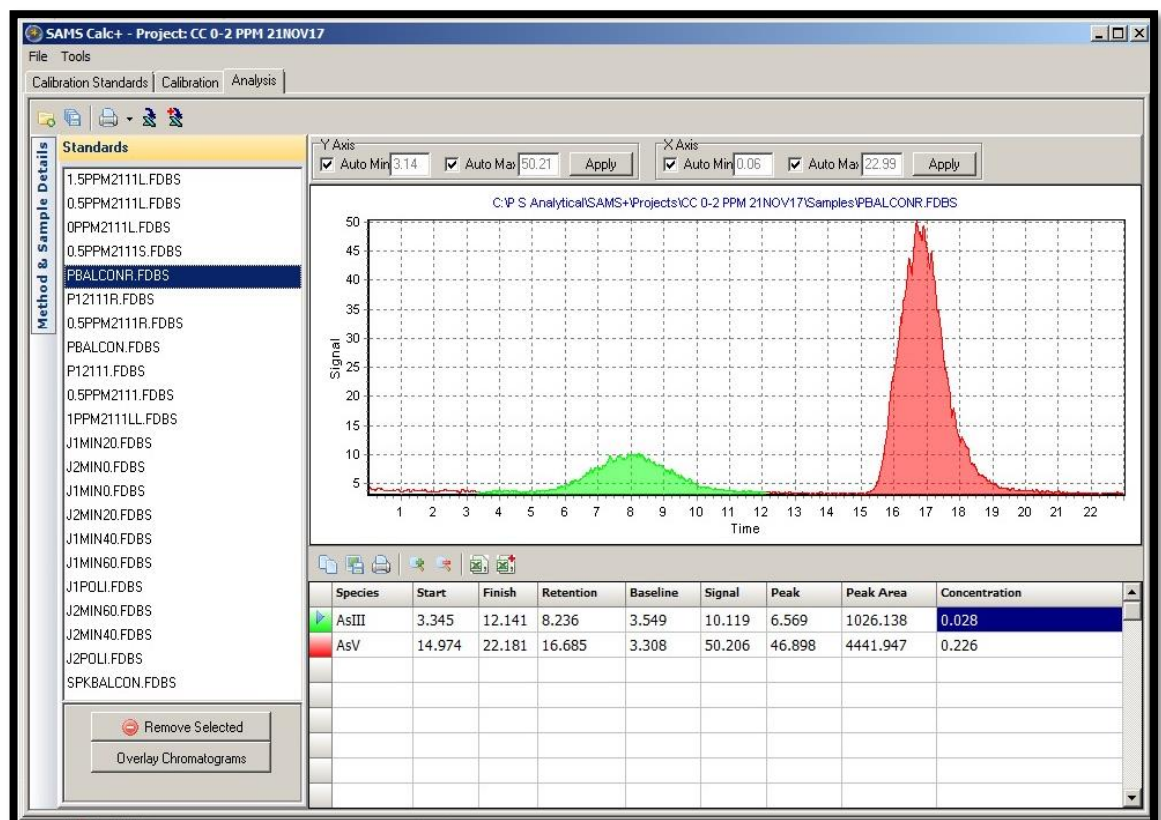 SAMS Calc+ - Project: CC 0-2 PPM 21NOV17
File Tools
Calibration Standards Calibration Analysis
Method & Sample Details
Standards
1.5PPM2111L.FDBS
0.5PPM2111L.FDBS
0PPM2111L.FDBS
0.5PPM2111S.FDBS
PBALCONR.FDBS
P12111R.FDBS
0.5PPM2111R.FDBS
PBALCON.FDBS
P12111.FDBS
0.5PPM2111.FDBS
1PPM2111LL.FDBS
J1MIN20.FDBS
J2MIN0.FDBS
J1MIN0.FDBS
J2MIN20.FDBS
J1MIN40.FDBS
J1MIN60.FDBS
J1POLI.FDBS
J2MIN60.FDBS
J2MIN40.FDBS
J2POLI.FDBS
SPKBALCON.FDBS
Remove Selected
Overlay Chromatograms
Y Axis
Auto Min 3.14 Auto Max 50.21 Apply
X Axis
Auto Min 0.06 Auto Max 22.99 Apply
C:\P S Analytical\SAMS+\Projects\CC 0-2 PPM 21NOV17\Samples\PBALCONR.FDBS
Signal
50
45
40
35
30
25
20
15
10
5
1 2 3 4 5 6 7 8 9 10 11 12 13 14 15 16 17 18 19 20 21 22
Time
Species Start Finish Retention Baseline Signal Peak Peak Area Concentration
AsIII 3.345 12.141 8.236 3.549 10.119 6.569 1026.138 0.028
AsV 14.974 22.181 16.685 3.308 50.206 46.898 4441.947 0.226